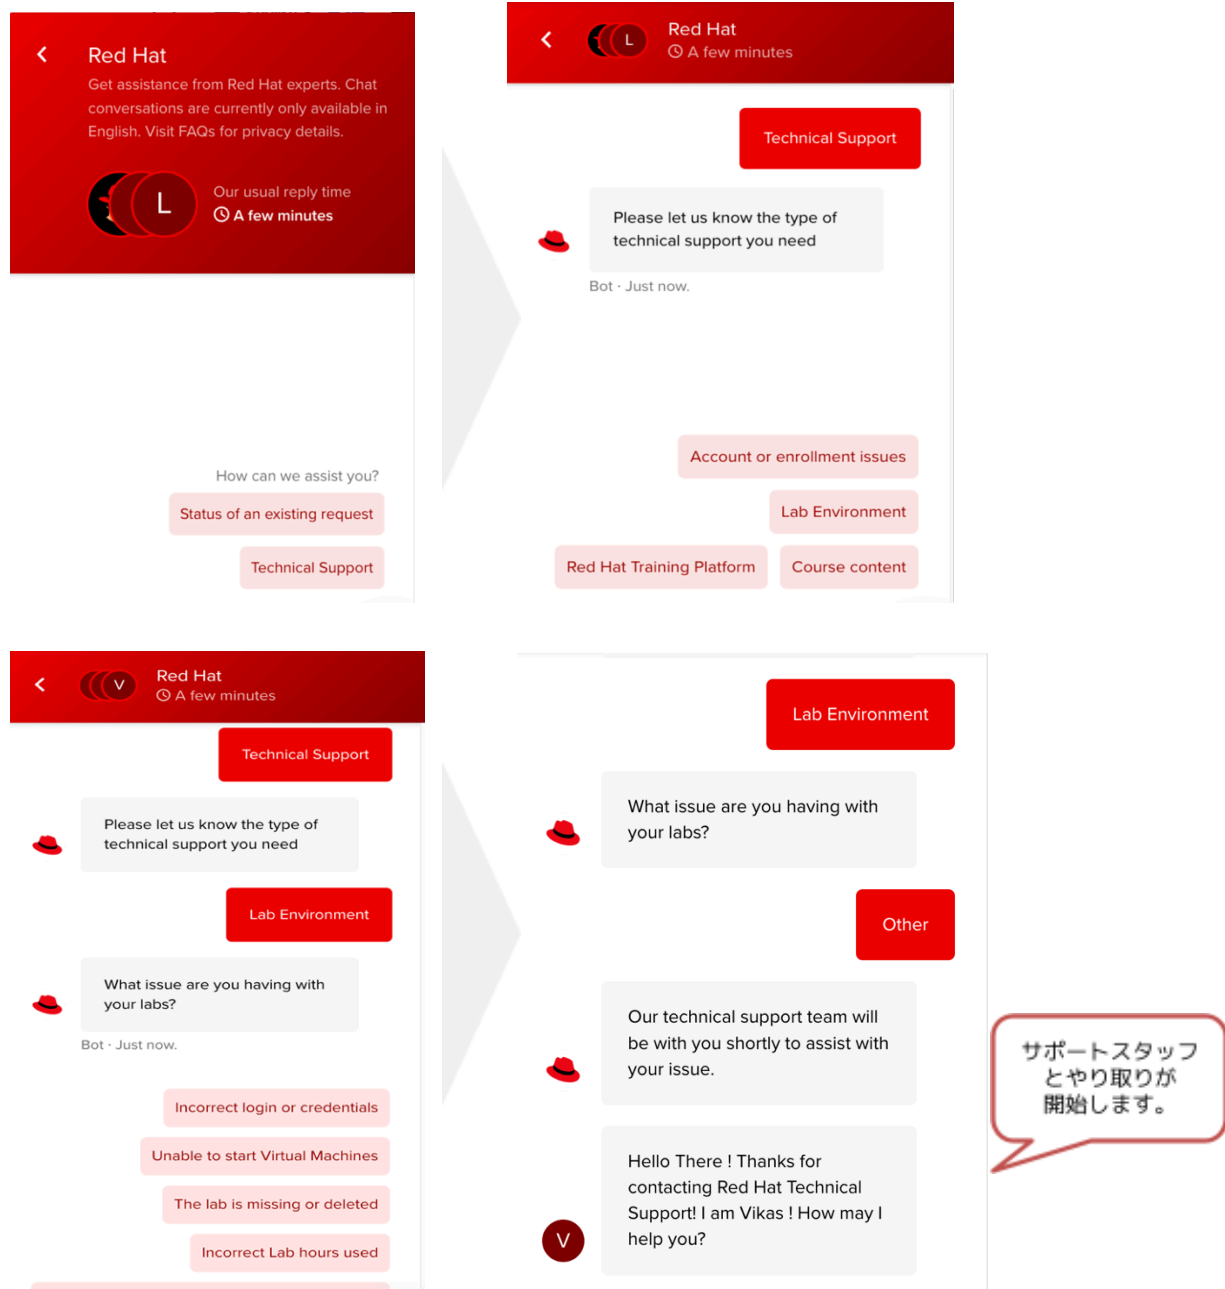 Red Hat
Get assistance from Red Hat experts. Chat
conversations are currently only available in
English. Visit FAQs for privacy details.
L
Our usual reply time
A few minutes
How can we assist you?
Status of an existing request
Technical Support
L
Red Hat
A few minutes
Technical Support
Please let us know the type of
technical support you need
Bot · Just now.
Account or enrollment issues
Lab Environment
Red Hat Training Platform
Course content
V
Red Hat
A few minutes
Technical Support
Please let us know the type of
technical support you need
Lab Environment
What issue are you having with
your labs?
Bot · Just now.
Incorrect login or credentials
Unable to start Virtual Machines
The lab is missing or deleted
Incorrect Lab hours used
Lab Environment
What issue are you having with
your labs?
Other
Our technical support team will
be with you shortly to assist with
your issue.
Hello There ! Thanks for
contacting Red Hat Technical
Support! I am Vikas ! How may I
help you?
V
サポートスタッフ
とやり取りが
開始します。